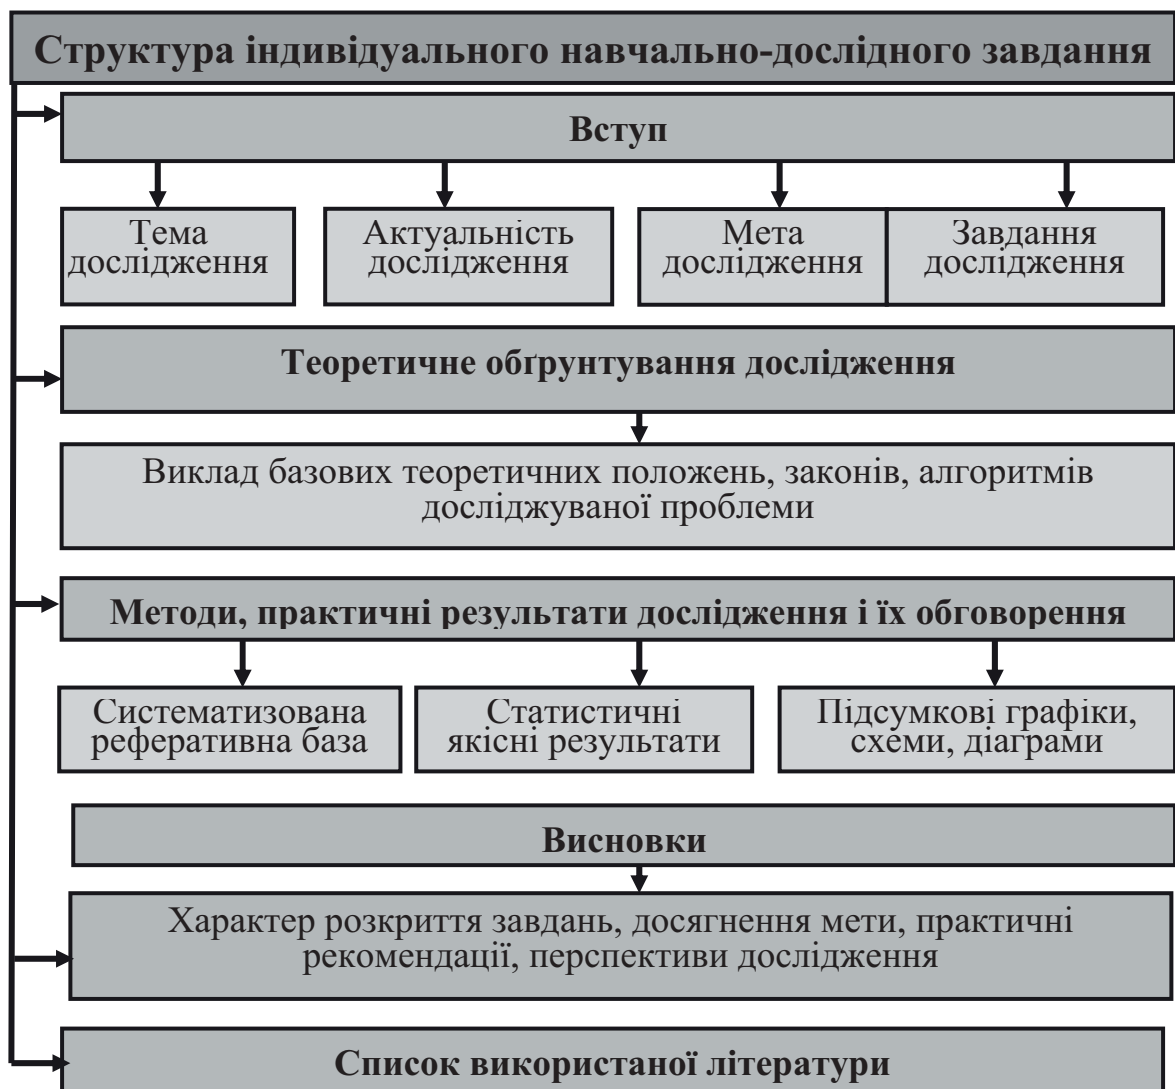 Структура індивідуального навчально-дослідного завдання
Вступ
Тема
дослідження
Актуальність
дослідження
Мета
дослідження
Завдання
дослідження
Теоретичне обґрунтування дослідження
Виклад базових теоретичних положень, законів, алгоритмів
досліджуваної проблеми
Методи, практичні результати дослідження і їх обговорення
Систематизована
реферативна база
Статистичні
якісні результати
Підсумкові графіки,
схеми, діаграми
Висновки
Характер розкриття завдань, досягнення мети, практичні
рекомендації, перспективи дослідження
Список використаної літератури